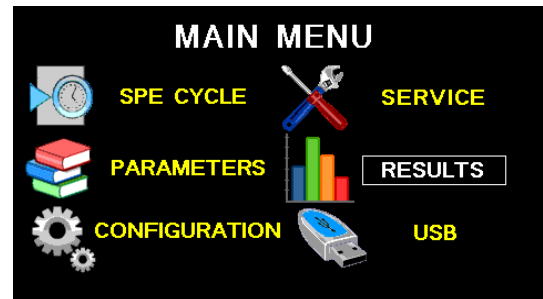 MAIN MENU
SPE CYCLE
SERVICE
PARAMETERS
RESULTS
CONFIGURATION
USB